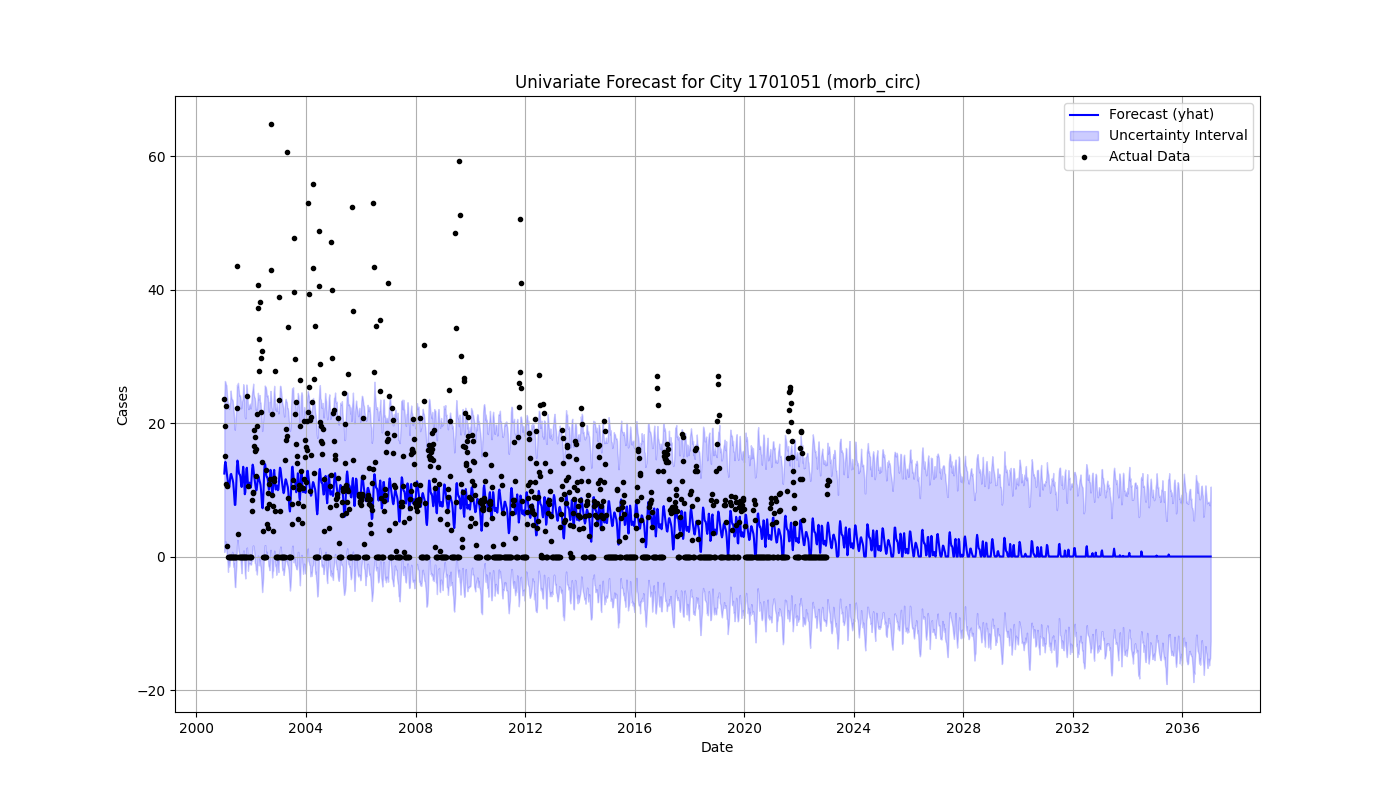 Univariate Forecast for City 1701051 (morb_circ)
Forecast (yhat)
Uncertainty Interval
Actual Data
60
40
20
0
−20
Cases
2000 2004 2008 2012 2016 2020 2024 2028 2032 2036
Date